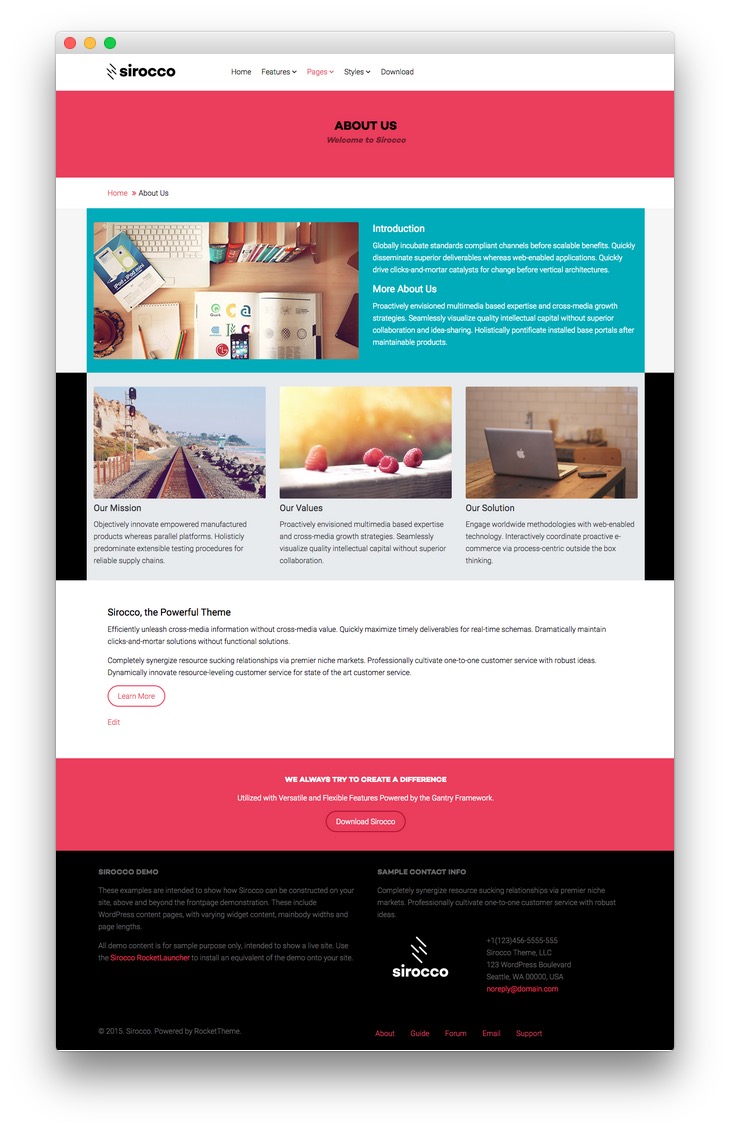 sirocco
Home Features Pages Styles Download
ABOUT US
Welcome to Sirocco
Home » About Us
Introduction
Globally incubate standards compliant channels before scalable benefits. Quickly
disseminate superior deliverables whereas web-enabled applications. Quickly
drive clicks-and-mortar catalysts for change before vertical architectures.
More About Us
Proactively envisioned multimedia based expertise and cross-media growth
strategies. Seamlessly visualize quality intellectual capital without superior
collaboration and idea-sharing. Holistically pontificate installed base portals after
maintainable products.
Our Mission
Objectively innovate empowered manufactured
products whereas parallel platforms. Holisticly
predominate extensible testing procedures for
reliable supply chains.
Our Values
Proactively envisioned multimedia based expertise
and cross-media growth strategies. Seamlessly
visualize quality intellectual capital without superior
collaboration.
Our Solution
Engage worldwide methodologies with web-enabled
technology. Interactively coordinate proactive e-
commerce via process-centric outside the box
thinking.
Sirocco, the Powerful Theme
Efficiently unleash cross-media information without cross-media value. Quickly maximize timely deliverables for real-time schemas. Dramatically maintain
clicks-and-mortar solutions without functional solutions.
Completely synergize resource sucking relationships via premier niche markets. Professionally cultivate one-to-one customer service with robust ideas.
Dynamically innovate resource-leveling customer service for state of the art customer service.
Learn More
Edit
WE ALWAYS TRY TO CREATE A DIFFERENCE
Utilized with Versatile and Flexible Features Powered by the Gantry Framework.
Download Sirocco
SIROCCO DEMO
These examples are intended to show how Sirocco can be constructed on your
site, above and beyond the frontpage demonstration. These include
WordPress content pages, with varying widget content, mainbody widths and
page lengths.
All demo content is for sample purpose only, intended to show a live site. Use
the Sirocco RocketLauncher to install an equivalent of the demo onto your site.
SAMPLE CONTACT INFO
Completely synergize resource sucking relationships via premier niche
markets. Professionally cultivate one-to-one customer service with robust
ideas.
sirocco
+1(123)456-5555-555
Sirocco Theme, LLC
123 WordPress Boulevard
Seattle, WA 00000, USA
noreply@domain.com
© 2015. Sirocco. Powered by RocketTheme.
About Guide Forum Email Support